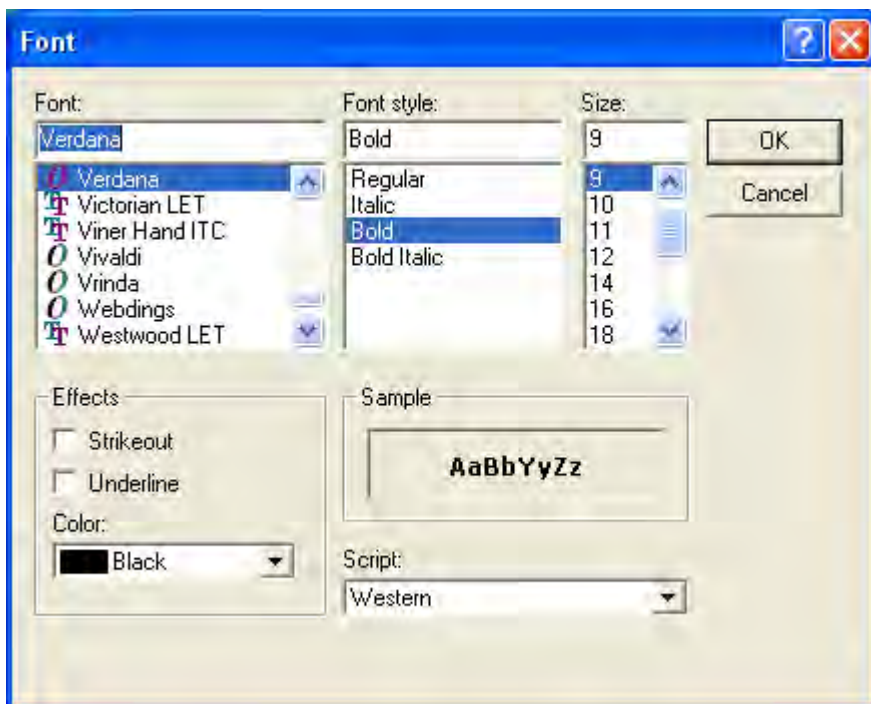 Font
Font:
Font style:
Size:
Verdana
Bold
9
OK
Cancel
Verdana
Victorian LET
Viner Hand ITC
Vivaldi
Vrinda
Webdings
Westwood LET
Regular
Italic
Bold
Bold Italic
9
10
11
12
14
16
18
Effects
Strikeout
Underline
Color:
Black
Sample
AaBbYyZz
Script:
Western